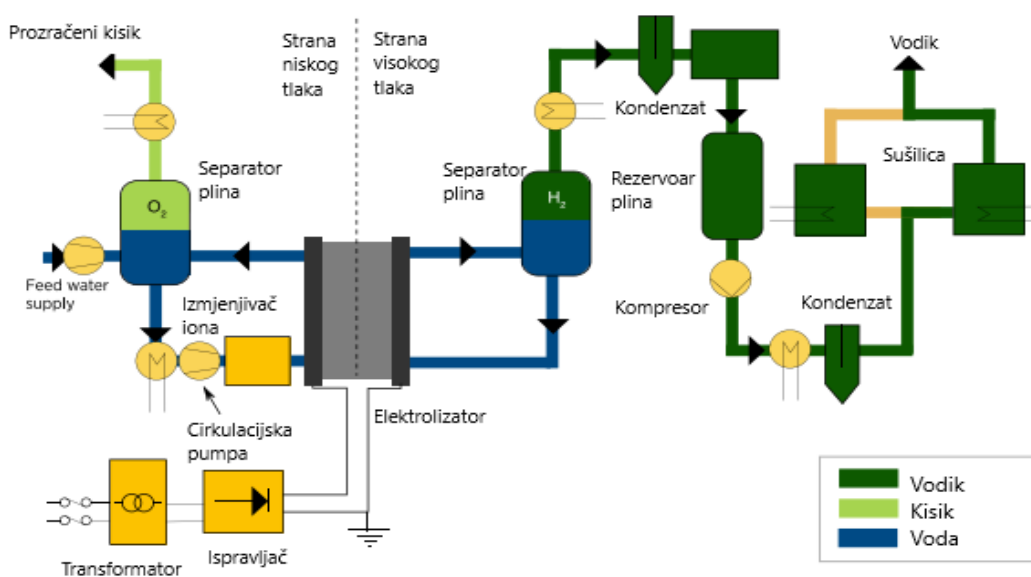 Prozračeni kisik
Strana
niskog
tlaka
Strana
visokog
tlaka
Vodik
Kondenzat
Separator
plina
Separator
plina
Rezervoar
plina
Sušilica
O₂
H₂
Feed water
supply
Izmjenjivač
iona
Kompresor
Kondenzat
Cirkulacijska
pumpa
Elektrolizator
Transformator
Ispravljač
Vodik
Kisik
Voda